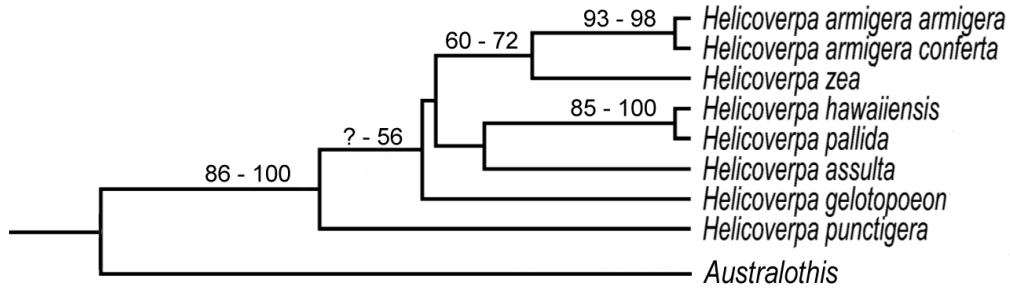 93 - 98
Helicoverpa armigera armigera
60 - 72
Helicoverpa armigera conferta
Helicoverpa zea
85 - 100
Helicoverpa hawaiiensis
? - 56
Helicoverpa pallida
86 - 100
Helicoverpa assulta
Helicoverpa gelotopoeon
Helicoverpa punctigera
Australothis